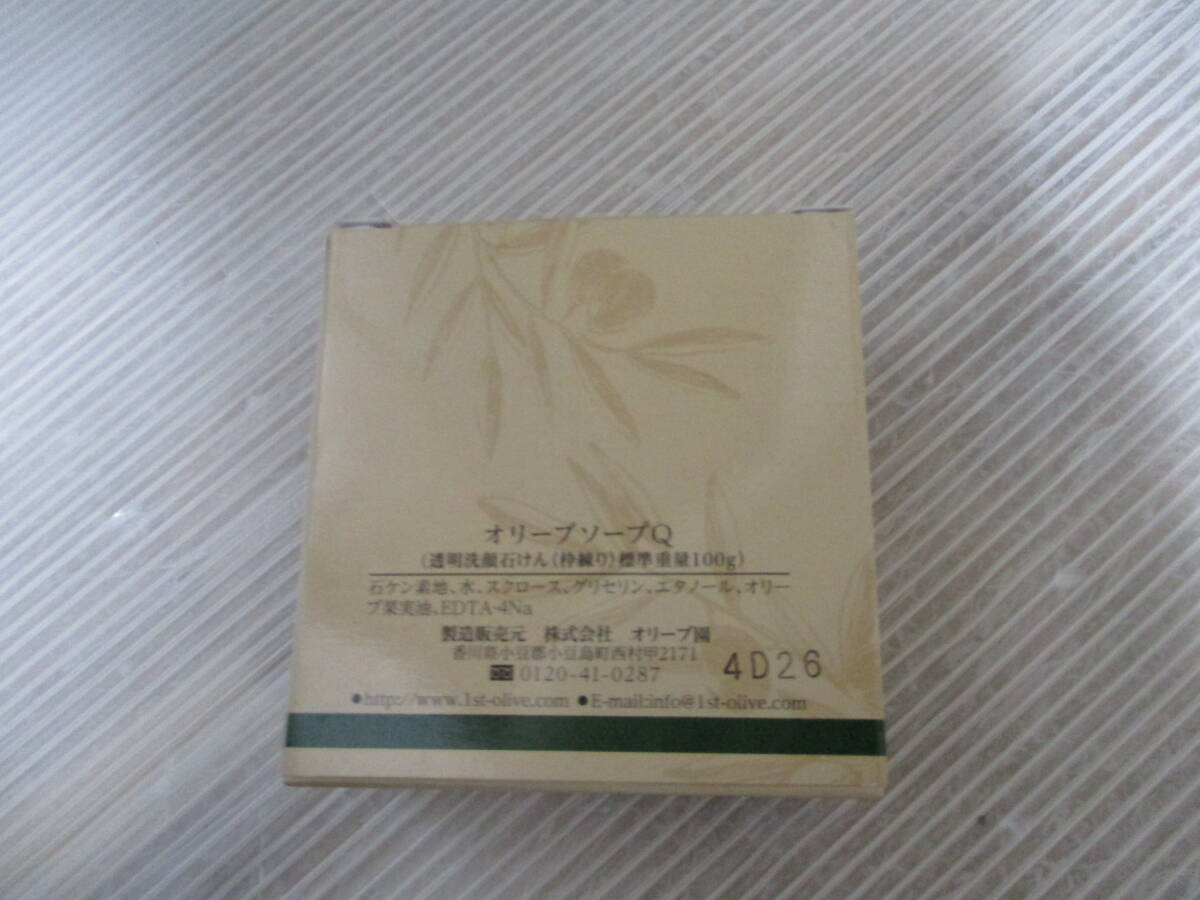 オリーブソープQ
(透明洗顔石けん(枠練り)標準重量100g)
石ケン素地、水、スクロース、グリセリン、エタノール、オリー
ブ果実油、EDTA-4Na
製造販売元 株式会社 オリーブ園
香川県小豆郡小豆島町西村甲2171
0120-41-0287
4D26
●http://www.1st-olive.com ●E-mail:info@1st-olive.com